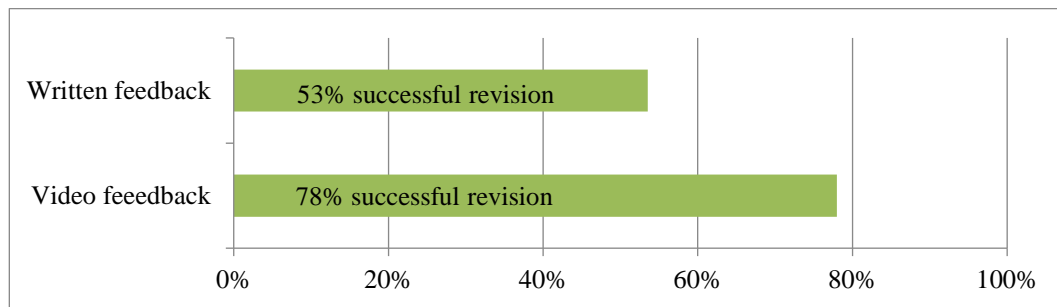 Written feedback
53% successful revision
Video feeedback
78% successful revision
0%
20%
40%
60%
80%
100%